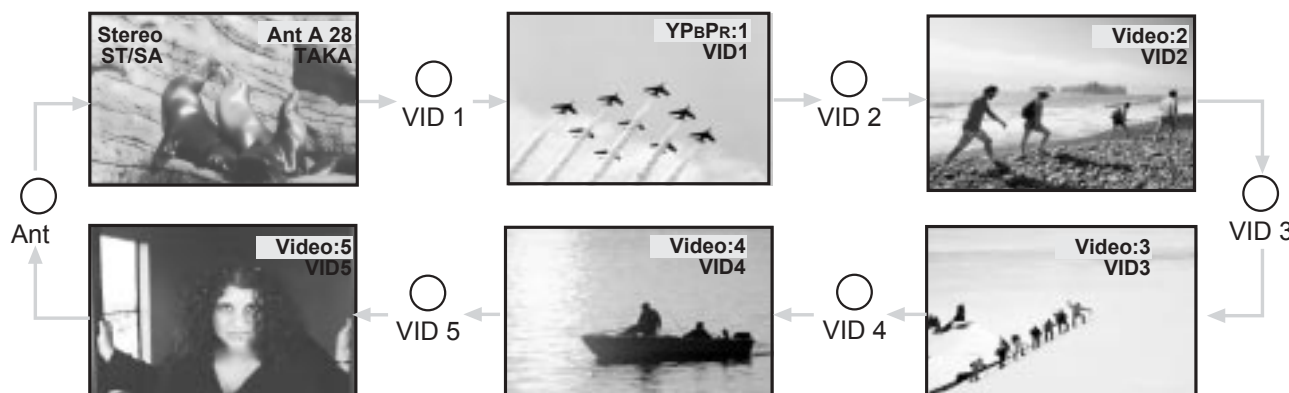 Stereo Ant A 28
ST/SA TAKA
VID 1
YPBPR:1
VID1
VID 2
Video:2
VID2
Ant
VID 3
Video:5
VID5
VID 5
Video:4
VID4
VID 4
Video:3
VID3